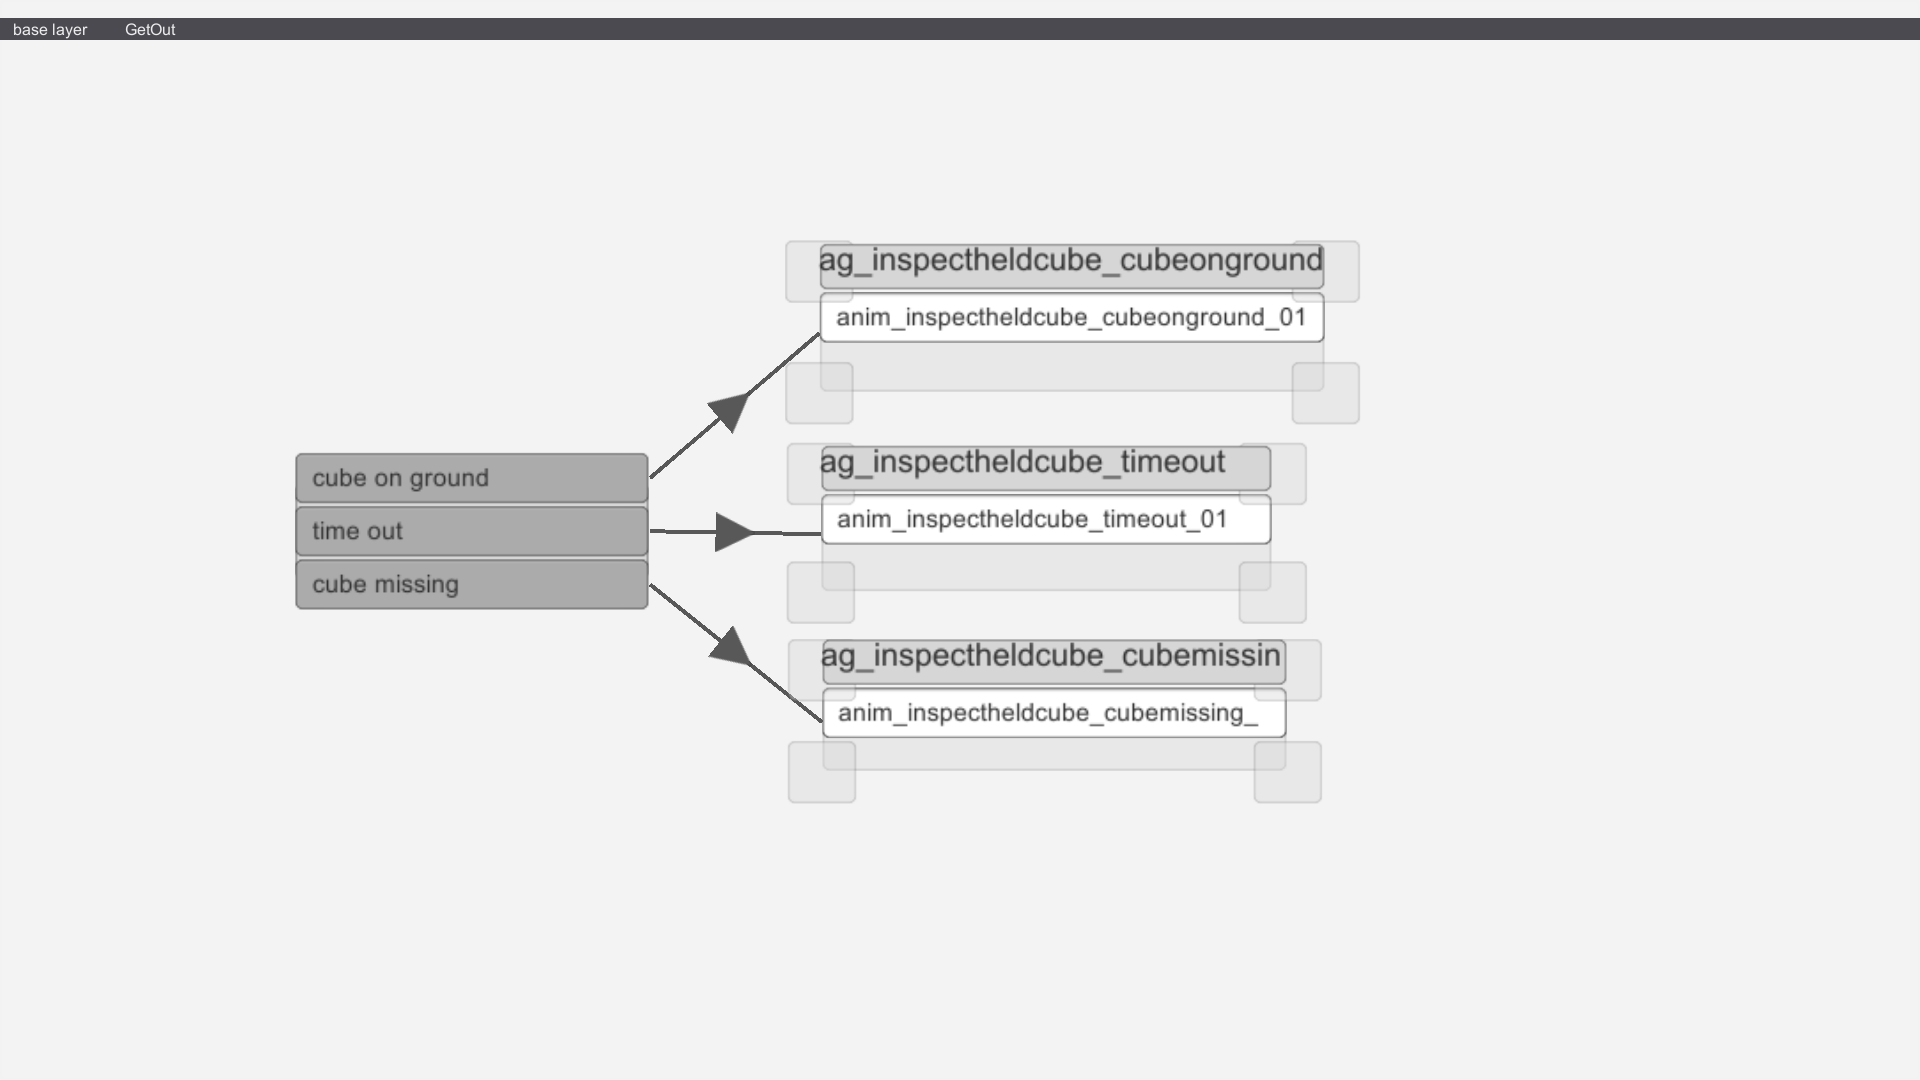 base layer GetOut
ag_inspectheldcube_cubeonground
anim_inspectheldcube_cubeonground_01
cube on ground
time out
cube missing
ag_inspectheldcube_timeout
anim_inspectheldcube_timeout_01
ag_inspectheldcube_cubemissin
anim_inspectheldcube_cubemissing_